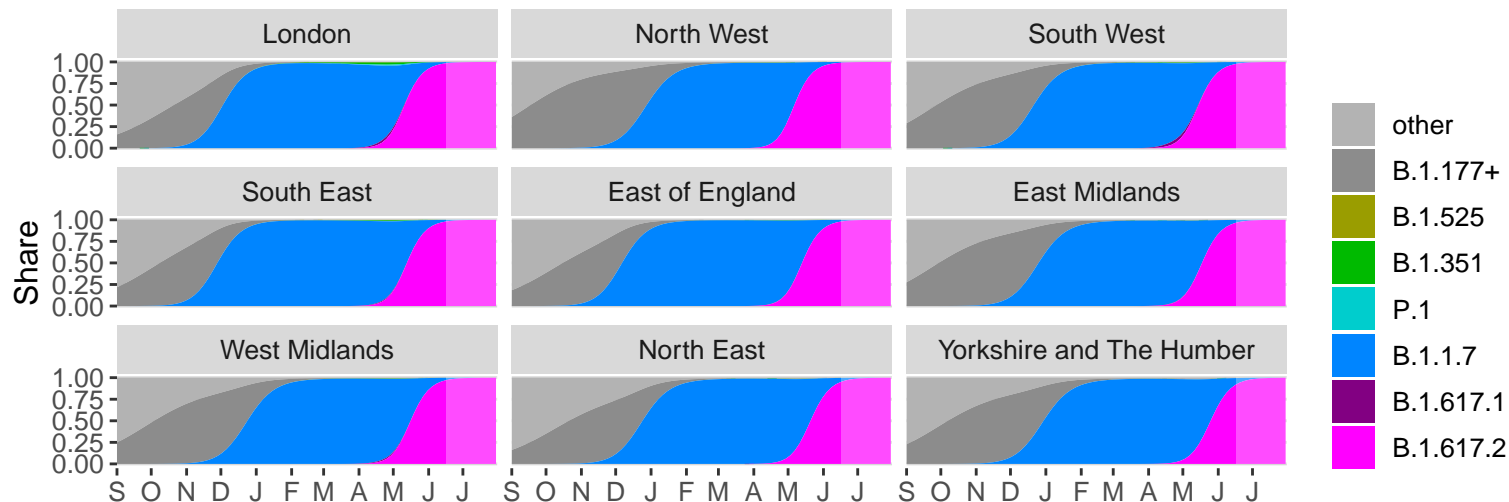 London North West South West
1.00
0.75
0.50
0.25
0.00
South East East of England East Midlands
1.00
0.75
0.50
0.25
0.00
Share
West Midlands North East Yorkshire and The Humber
1.00
0.75
0.50
0.25
0.00
S O N D J F M A M J J S O N D J F M A M J J S O N D J F M A M J J
other
B.1.177+
B.1.525
B.1.351
P.1
B.1.1.7
B.1.617.1
B.1.617.2